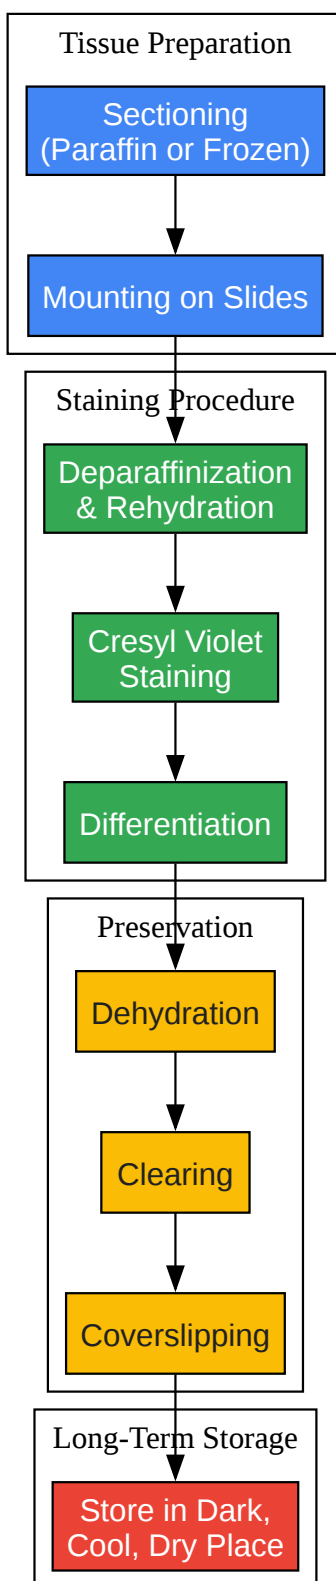 Tissue Preparation
Sectioning
(Paraffin or Frozen)
Mounting on Slides
Staining Procedure
Deparaffinization
& Rehydration
Cresyl Violet
Staining
Differentiation
Preservation
Dehydration
Clearing
Coverslipping
Long-Term Storage
Store in Dark,
Cool, Dry Place